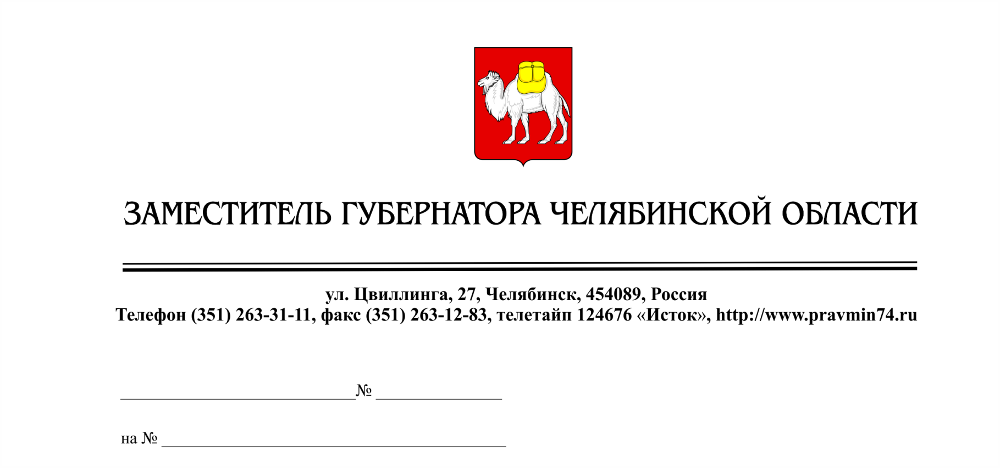 ЗАМЕСТИТЕЛЬ ГУБЕРНАТОРА ЧЕЛЯБИНСКОЙ ОБЛАСТИ
ул. Цвиллинга, 27, Челябинск, 454089, Россия
Телефон (351) 263-31-11, факс (351) 263-12-83, телетайп 124676 «Исток», http://www.pravmin74.ru
№
на №